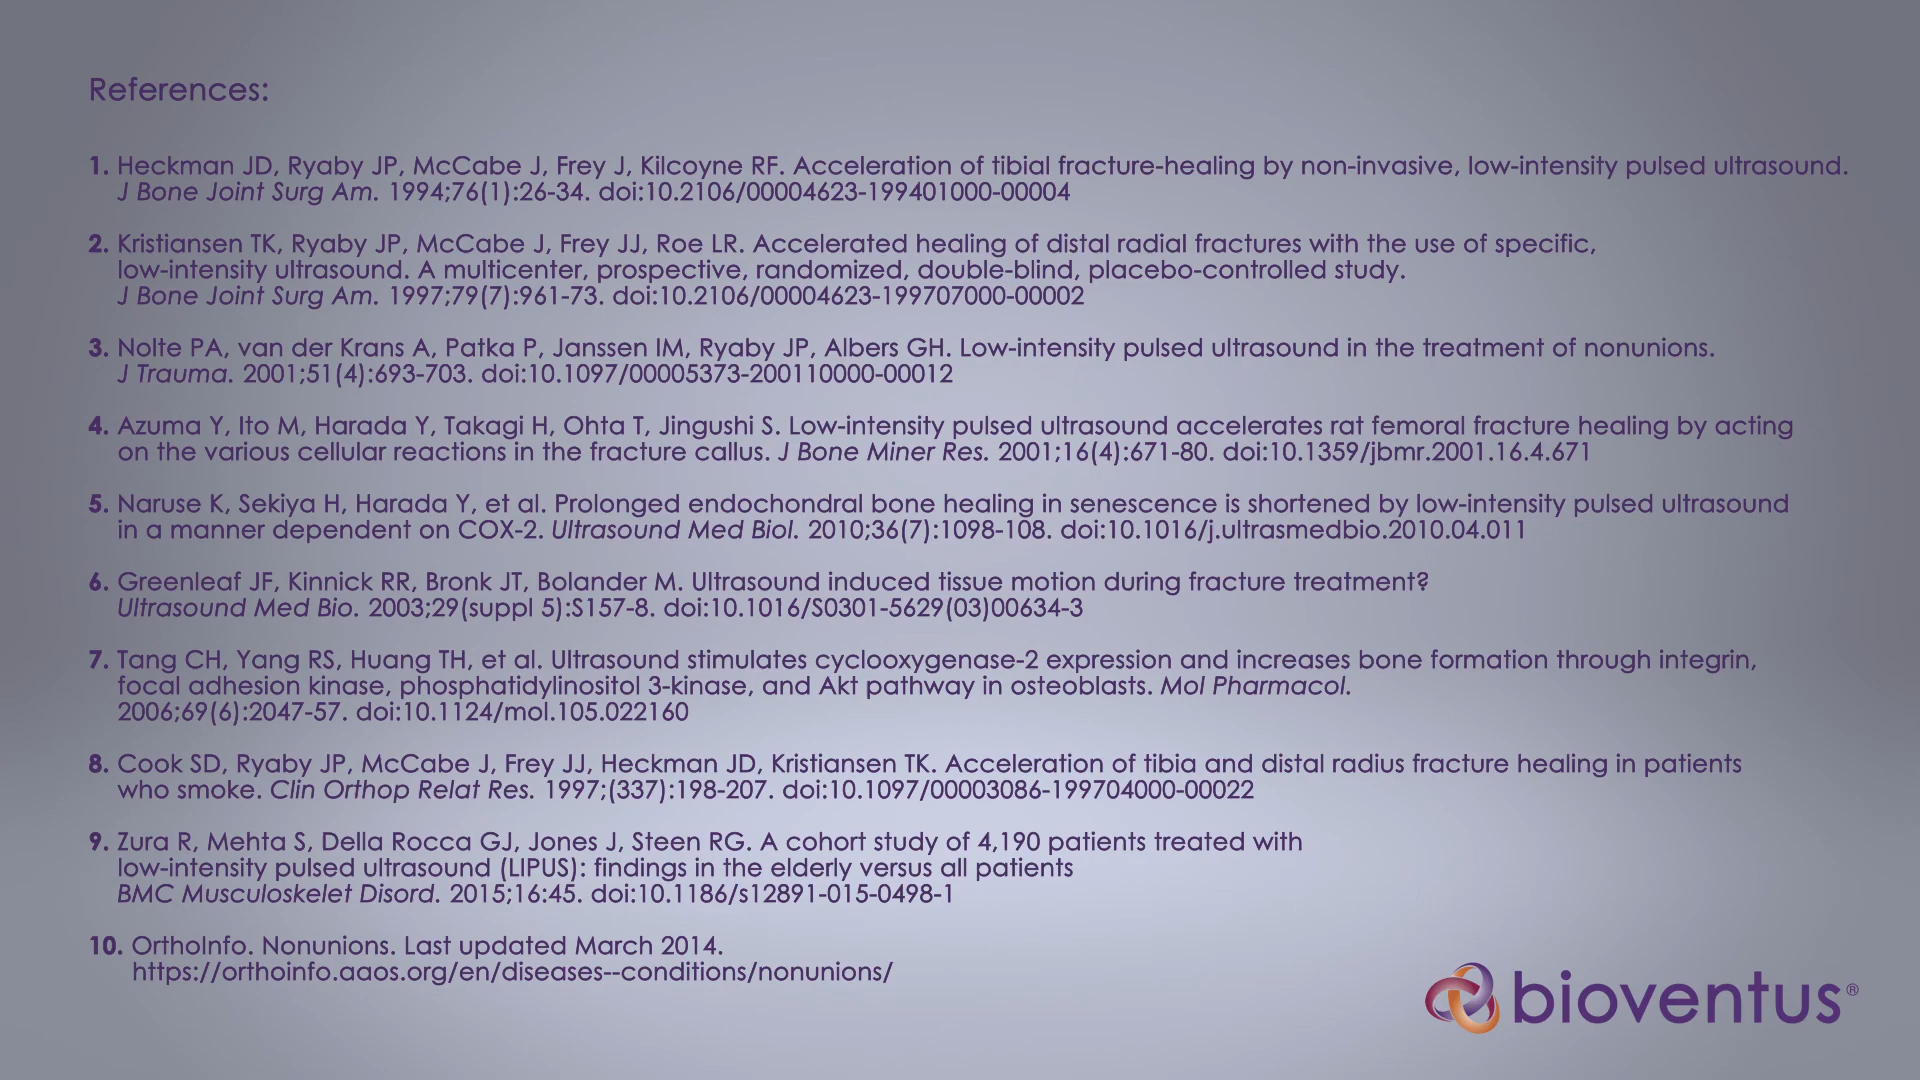 References:
1. Heckman JD, Ryaby JP, McCabe J, Frey J, Kilcoyne RF. Acceleration of tibial fracture-healing by non-invasive, low-intensity pulsed ultrasound.
J Bone Joint Surg Am. 1994;76(1):26-34. doi:10.2106/00004623-199401000-00004
2. Kristiansen TK, Ryaby JP, McCabe J, Frey JJ, Roe LR. Accelerated healing of distal radial fractures with the use of specific,
low-intensity ultrasound. A multicenter, prospective, randomized, double-blind, placebo-controlled study.
J Bone Joint Surg Am. 1997;79(7):961-73. doi:10.2106/00004623-199707000-00002
3. Nolte PA, van der Krans A, Patka P, Janssen IM, Ryaby JP, Albers GH. Low-intensity pulsed ultrasound in the treatment of nonunions.
J Trauma. 2001;51(4):693-703. doi:10.1097/00005373-200110000-00012
4. Azuma Y, Ito M, Harada Y, Takagi H, Ohta T, Jingushi S. Low-intensity pulsed ultrasound accelerates rat femoral fracture healing by acting
on the various cellular reactions in the fracture callus. J Bone Miner Res. 2001;16(4):671-80. doi:10.1359/jbmr.2001.16.4.671
5. Naruse K, Sekiya H, Harada Y, et al. Prolonged endochondral bone healing in senescence is shortened by low-intensity pulsed ultrasound
in a manner dependent on COX-2. Ultrasound Med Biol. 2010;36(7):1098-108. doi:10.1016/j.ultrasmedbio.2010.04.011
6. Greenleaf JF, Kinnick RR, Bronk JT, Bolander M. Ultrasound induced tissue motion during fracture treatment?
Ultrasound Med Bio. 2003;29(suppl 5):S157-8. doi:10.1016/S0301-5629(03)00634-3
7. Tang CH, Yang RS, Huang TH, et al. Ultrasound stimulates cyclooxygenase-2 expression and increases bone formation through integrin,
focal adhesion kinase, phosphatidylinositol 3-kinase, and Akt pathway in osteoblasts. Mol Pharmacol.
2006;69(6):2047-57. doi:10.1124/mol.105.022160
8. Cook SD, Ryaby JP, McCabe J, Frey JJ, Heckman JD, Kristiansen TK. Acceleration of tibia and distal radius fracture healing in patients
who smoke. Clin Orthop Relat Res. 1997;(337):198-207. doi:10.1097/00003086-199704000-00022
9. Zura R, Mehta S, Della Rocca GJ, Jones J, Steen RG. A cohort study of 4,190 patients treated with
low-intensity pulsed ultrasound (LIPUS): findings in the elderly versus all patients
BMC Musculoskelet Disord. 2015;16:45. doi:10.1186/s12891-015-0498-1
10. OrthoInfo. Nonunions. Last updated March 2014.
https://orthoinfo.aaos.org/en/diseases--conditions/nonunions/
bioventus®